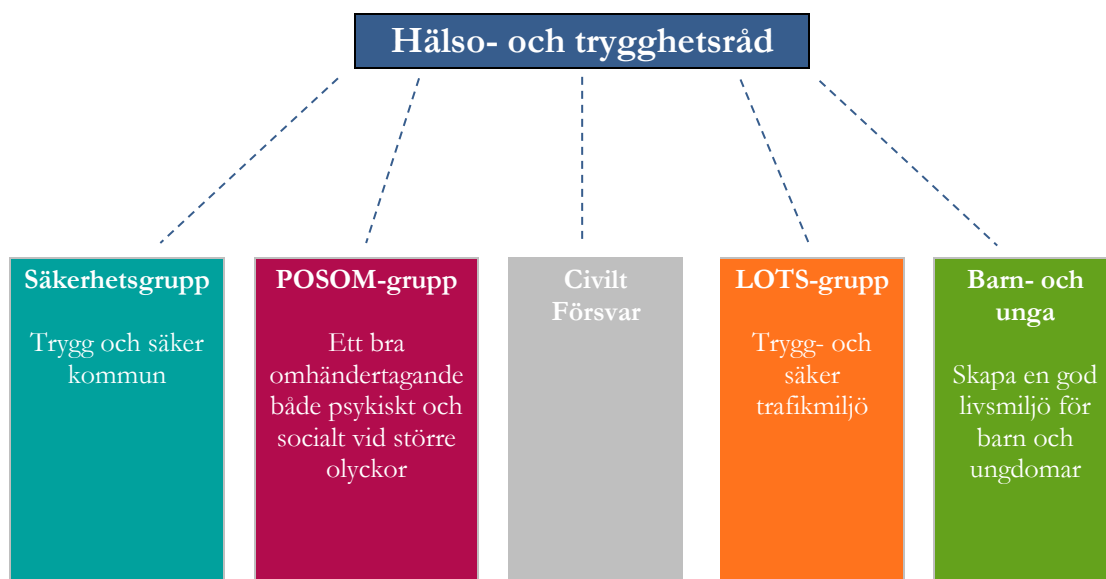 Hälso- och trygghetsråd
Säkerhetsgrupp
Trygg och säker
kommun
POSOM-grupp
Ett bra
omhändertagande
både psykiskt och
socialt vid större
olyckor
Civilt
Försvar
LOTS-grupp
Trygg- och
säker
trafikmiljö
Barn- och
unga
Skapa en god
livsmiljö för
barn och
ungdomar